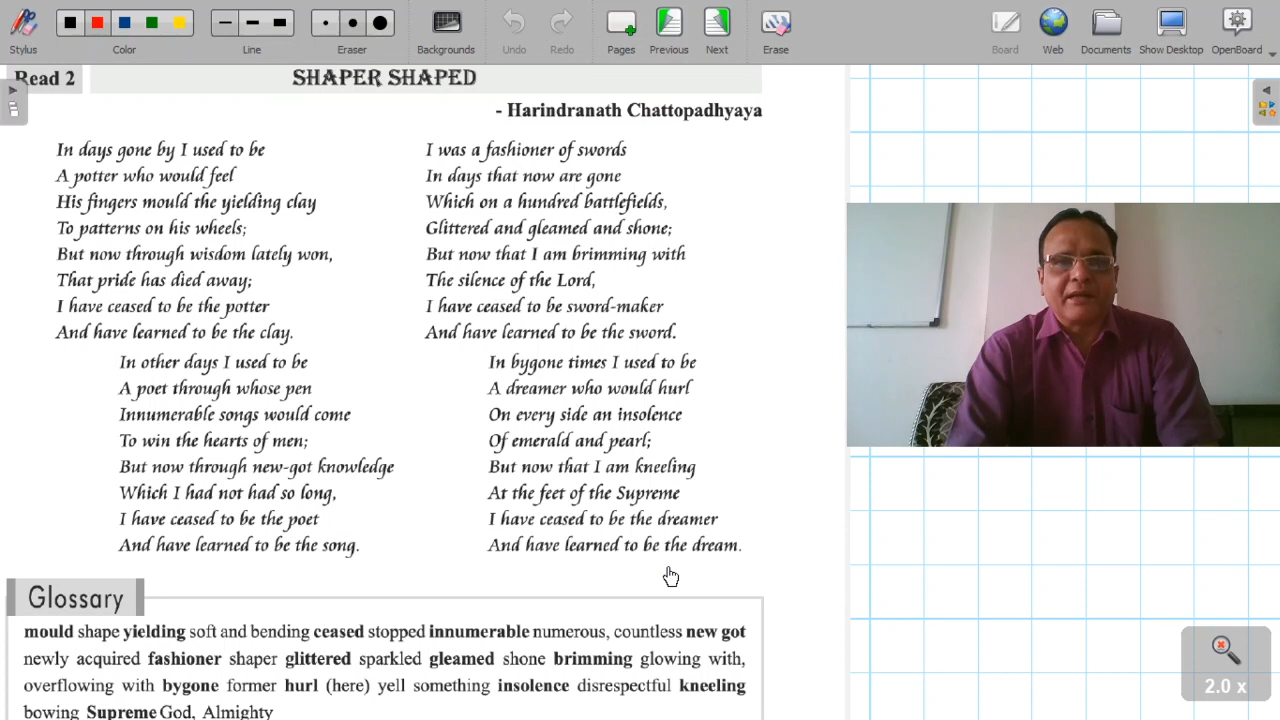 Stylus
Color
Line
Eraser
Backgrounds
Undo
Redo
Pages
Previous
Next
Erase
Board
Web
Documents
Show Desktop
OpenBoard
Read 2
SHAPER SHAPED
- Harindranath Chattopadhyaya
In days gone by I used to be
A potter who would feel
His fingers mould the yielding clay
To patterns on his wheels;
But now through wisdom lately won,
That pride has died away;
I have ceased to be the potter
And have learned to be the clay.
In other days I used to be
A poet through whose pen
Innumerable songs would come
To win the hearts of men;
But now through new-got knowledge
Which I had not had so long,
I have ceased to be the poet
And have learned to be the song.
I was a fashioner of swords
In days that now are gone
Which on a hundred battlefields,
Glittered and gleamed and shone;
But now that I am brimming with
The silence of the Lord,
I have ceased to be sword-maker
And have learned to be the sword.
In bygone times I used to be
A dreamer who would hurl
On every side an insolence
Of emerald and pearl;
But now that I am kneeling
At the feet of the Supreme
I have ceased to be the dreamer
And have learned to be the dream.
Glossary
mould shape yielding soft and bending ceased stopped innumerable numerous, countless new got
newly acquired fashioner shaper glittered sparkled gleamed shone brimming glowing with,
overflowing with bygone former hurl (here) yell something insolence disrespectful kneeling
bowing Supreme God, Almighty
2.0 x